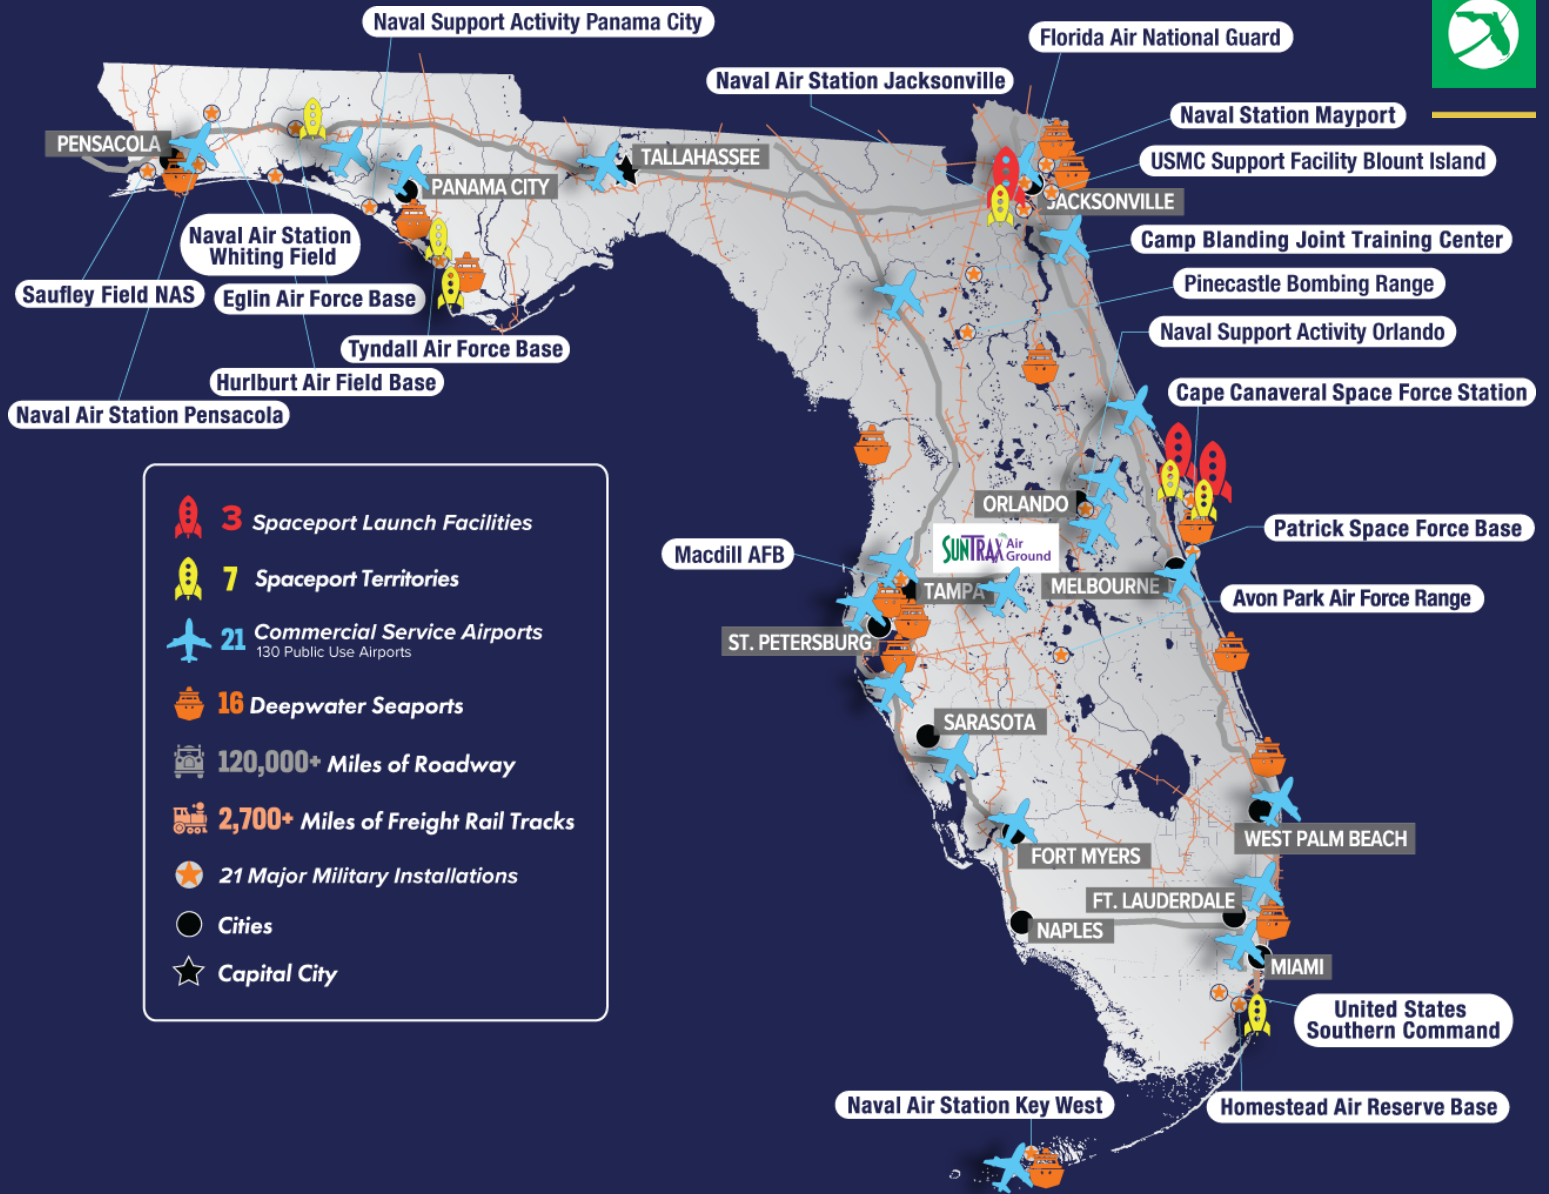 Naval Support Activity Panama City
Florida Air National Guard
Naval Air Station Jacksonville
Naval Station Mayport
PENSACOLA
TALLAHASSEE
USMC Support Facility Blount Island
PANAMA CITY
JACKSONVILLE
Naval Air Station
Whiting Field
Camp Blanding Joint Training Center
Saufley Field NAS
Eglin Air Force Base
Pinecastle Bombing Range
Tyndall Air Force Base
Naval Support Activity Orlando
Hurlburt Air Field Base
Naval Air Station Pensacola
Cape Canaveral Space Force Station
ORLANDO
Patrick Space Force Base
SUNTRAX Air
Ground
Macdill AFB
TAMPA
MELBOURNE
Avon Park Air Force Range
ST. PETERSBURG
SARASOTA
WEST PALM BEACH
FORT MYERS
FT. LAUDERDALE
NAPLES
MIAMI
United States
Southern Command
Naval Air Station Key West
Homestead Air Reserve Base
3 Spaceport Launch Facilities
7 Spaceport Territories
21 Commercial Service Airports
130 Public Use Airports
16 Deepwater Seaports
120,000+ Miles of Roadway
2,700+ Miles of Freight Rail Tracks
21 Major Military Installations
Cities
Capital City